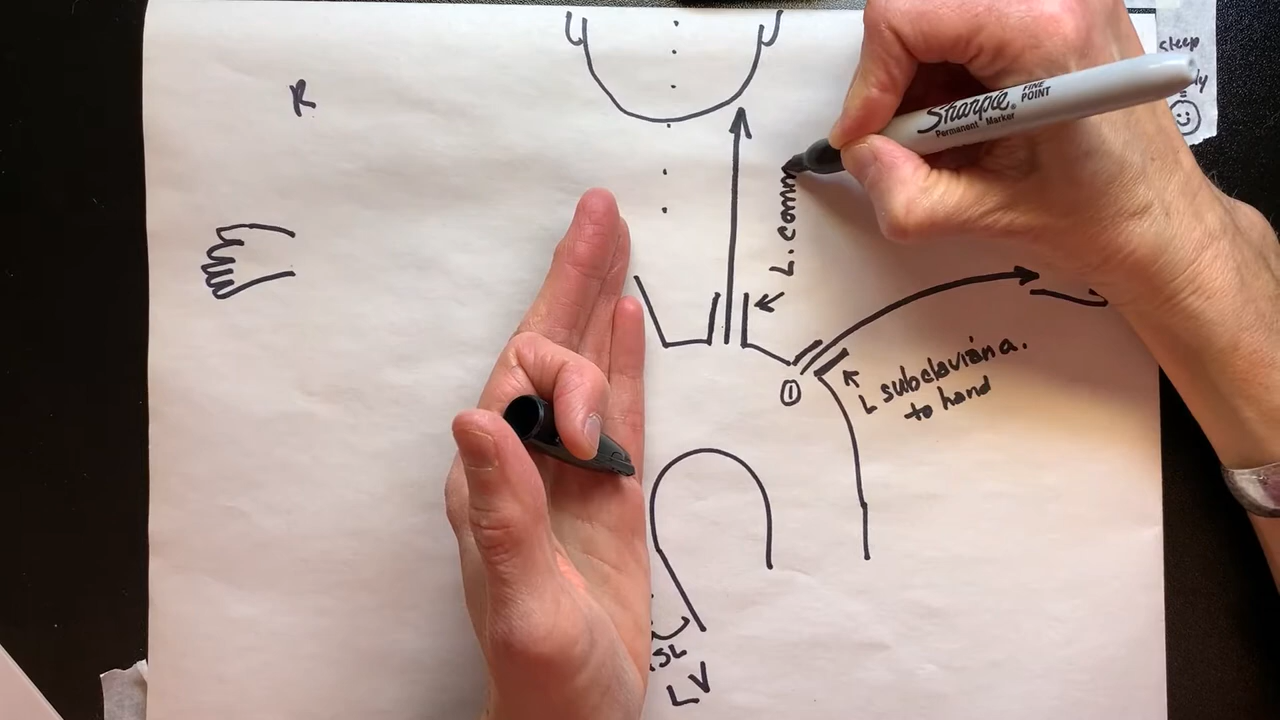 R
sleep
Sharpie.
FINE
POINT
Permanent Marker
L. comm
①
L subclavian a.
to hand
SL
LV